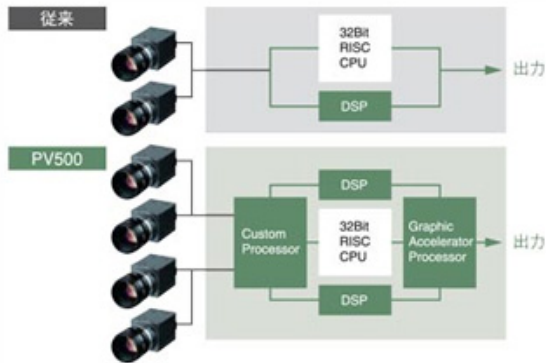 従来
32Bit
RISC
CPU
DSP
出力
PV500
DSP
Custom
Processor
32Bit
RISC
CPU
Graphic
Accelerator
Processor
出力
DSP